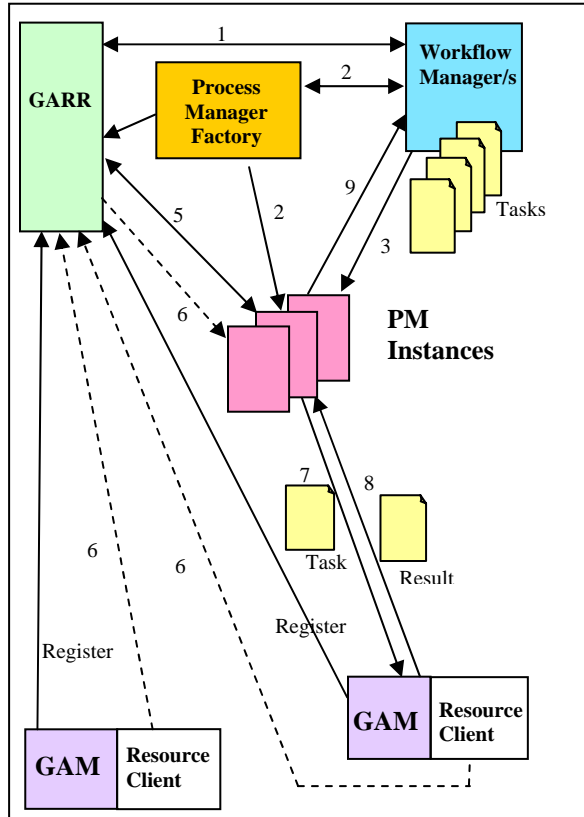 1
Workflow
Manager/s
GARR
Process
Manager
Factory
2
Tasks
9
5
2
3
6
PM
Instances
7
8
Task
Result
6
6
Register
Register
GAM
Resource
Client
GAM
Resource
Client